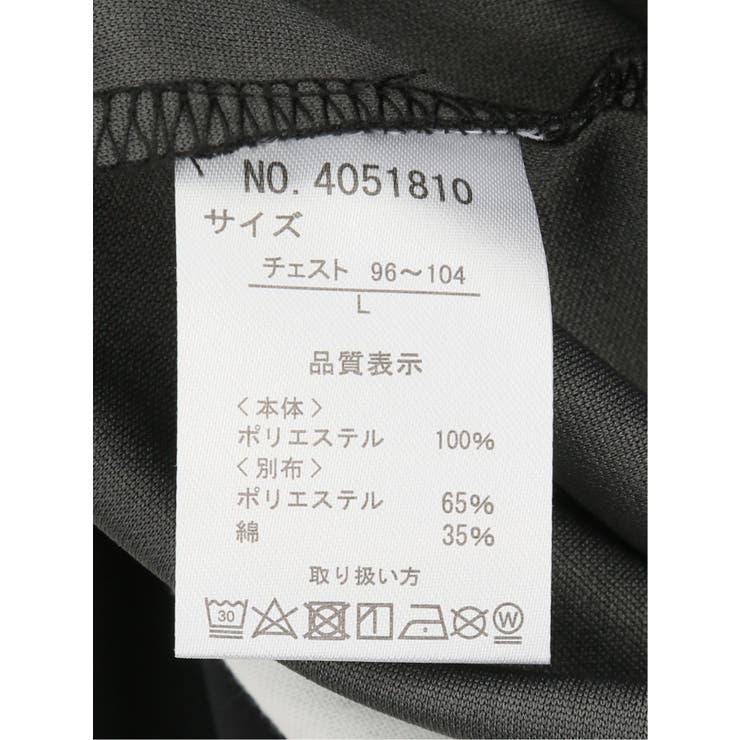 NO. 4051810
サイズ
チェスト 96～104
L
品質表示
〈本体〉
ポリエステル 100%
〈別布〉
ポリエステル 65%
綿 35%
取り扱い方
30 W